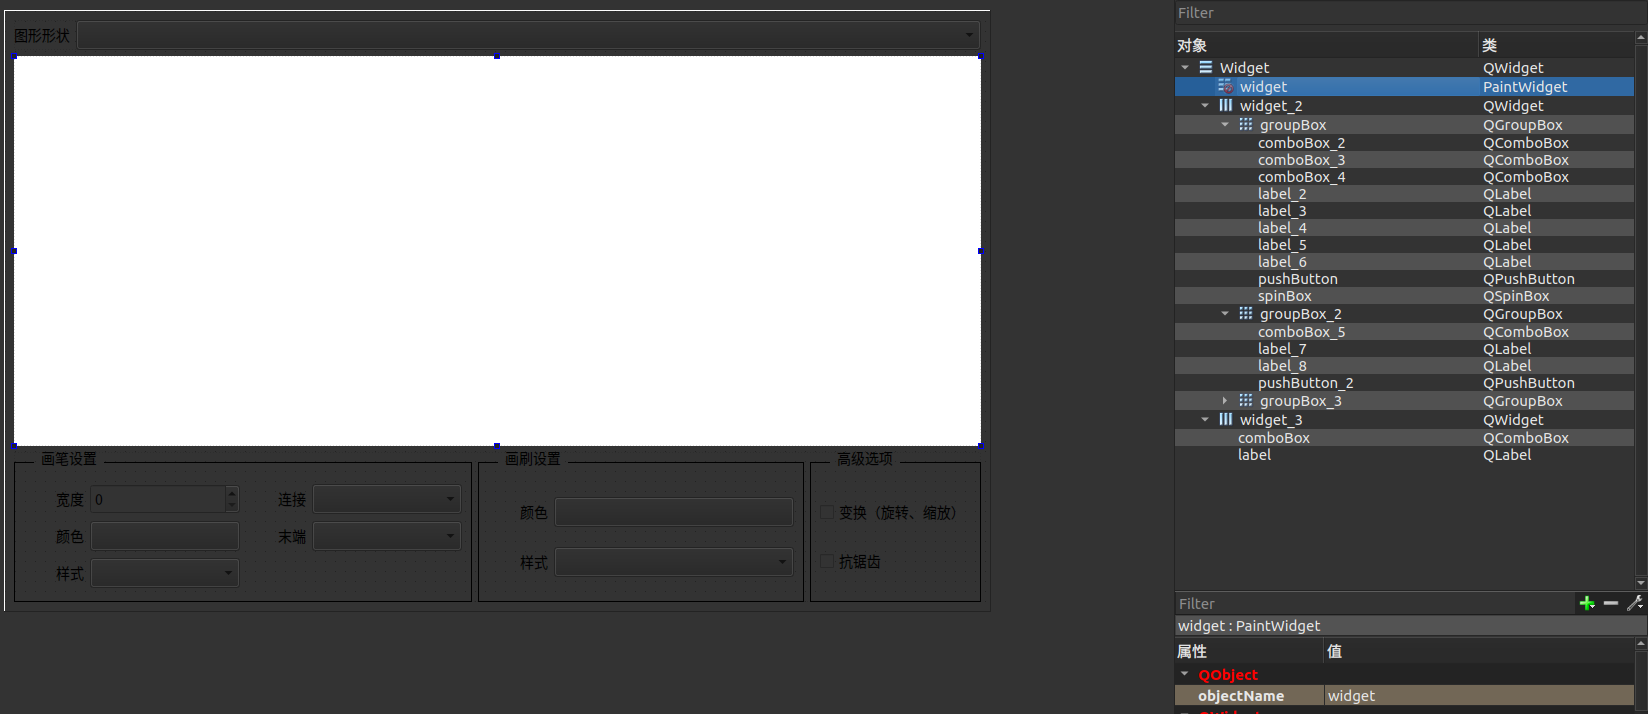 图形形状
画笔设置
宽度 0
连接
颜色
末端
样式
画刷设置
颜色
样式
高级选项
变换（旋转、缩放）
抗锯齿
Filter
对象 类
Widget QWidget
widget PaintWidget
widget_2 QWidget
groupBox QGroupBox
comboBox_2 QComboBox
comboBox_3 QComboBox
comboBox_4 QComboBox
label_2 QLabel
label_3 QLabel
label_4 QLabel
label_5 QLabel
label_6 QLabel
pushButton QPushButton
spinBox QSpinBox
groupBox_2 QGroupBox
comboBox_5 QComboBox
label_7 QLabel
label_8 QLabel
pushButton_2 QPushButton
groupBox_3 QGroupBox
widget_3 QWidget
comboBox QComboBox
label QLabel
Filter
widget : PaintWidget
属性 值
QObject
objectName widget